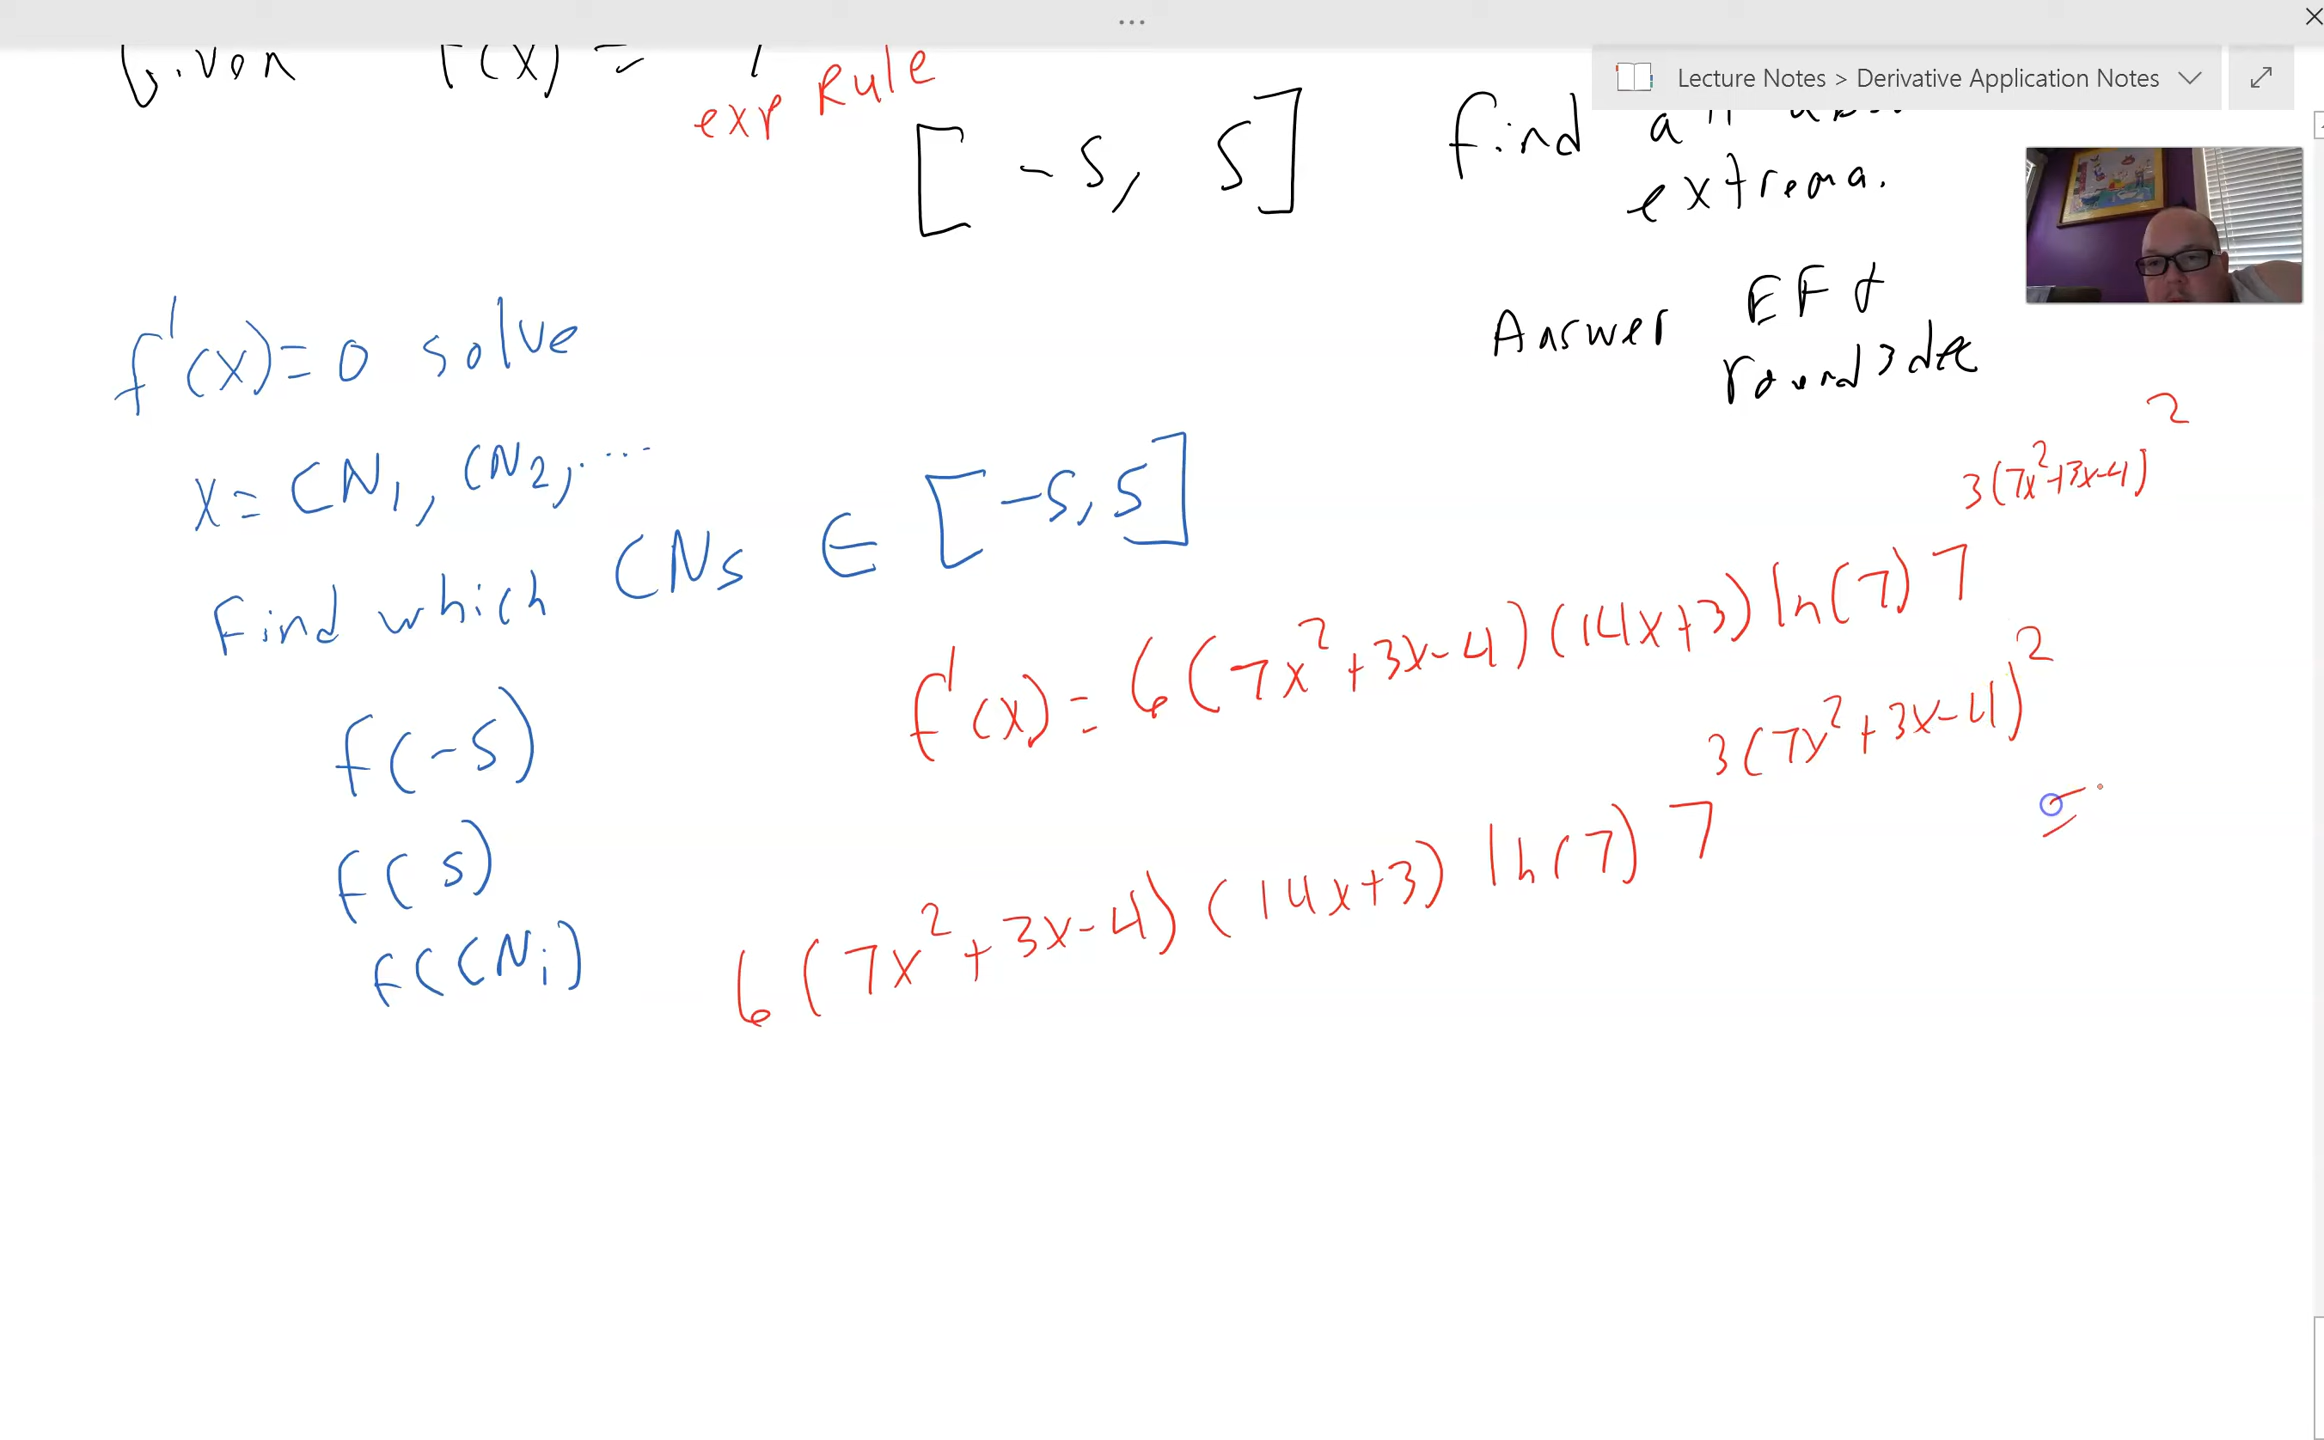 Given f(x) =
exp Rule
Lecture Notes > Derivative Application Notes
[-5, 5] find all
extrema.
Answer EF &
round 3 dec
f'(x)=0 solve
x = CN1, CN2, ...
Find which CNs ∈ [-5, 5]
f(-5)
f(5)
f(CNi)
f'(x) = 6(7x²+3x-4)(14x+3) ln(7) 7^3(7x²+3x-4)²
6(7x²+3x-4)(14x+3) ln(7) 7^3(7x²+3x-4)² =